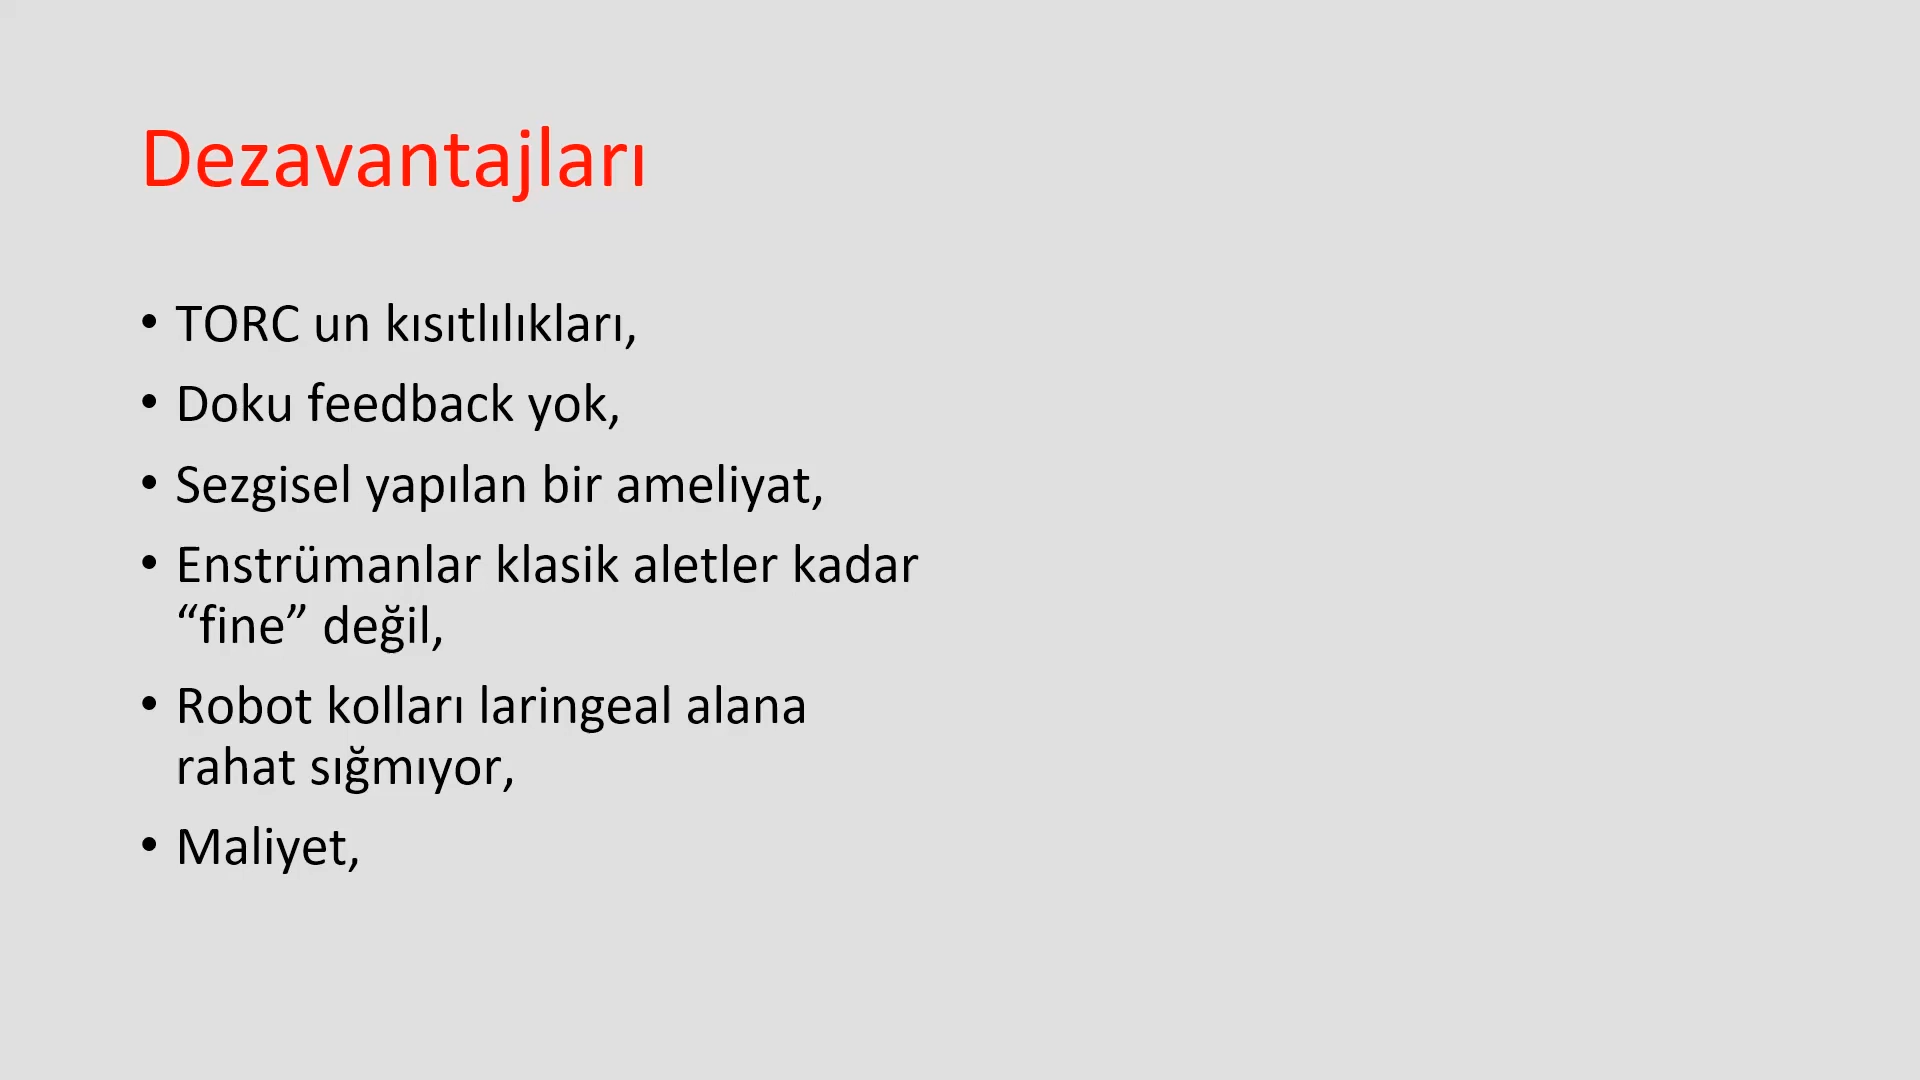 Dezavantajları
• TORC un kısıtlılıkları,
• Doku feedback yok,
• Sezgisel yapılan bir ameliyat,
• Enstrümanlar klasik aletler kadar
“fine” değil,
• Robot kolları laringeal alana
rahat sığmıyor,
• Maliyet,